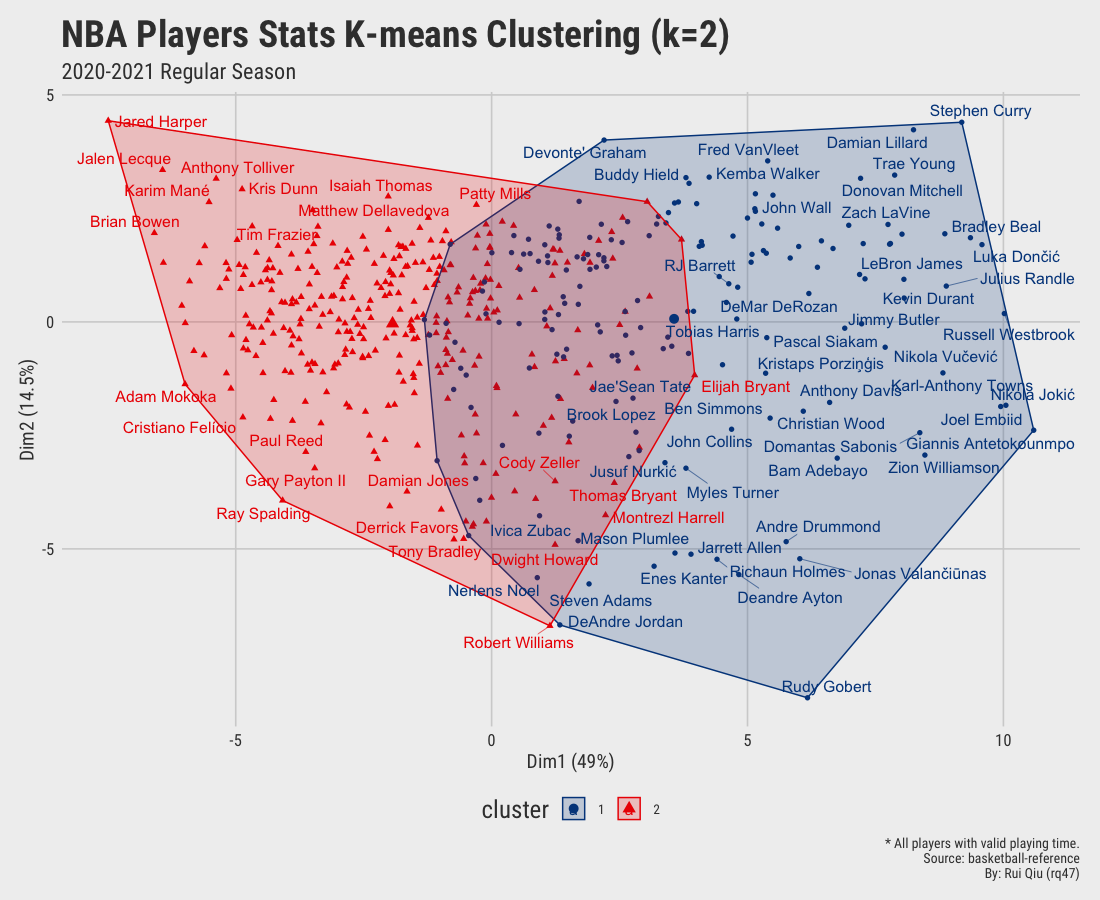 NBA Players Stats K-means Clustering (k=2)
2020-2021 Regular Season
5
Stephen Curry
Jared Harper
Damian Lillard
Devonte' Graham
Fred VanVleet
Jalen Lecque
Trae Young
Anthony Tolliver
Buddy Hield
Kemba Walker
Karim Mané
Kris Dunn
Isaiah Thomas
Patty Mills
Donovan Mitchell
Matthew Dellavedova
John Wall
Zach LaVine
Brian Bowen
Bradley Beal
Tim Frazier
Luka Dončić
RJ Barrett
LeBron James
Julius Randle
Kevin Durant
DeMar DeRozan
0
Jimmy Butler
Tobias Harris
Russell Westbrook
Pascal Siakam
Nikola Vučević
Kristaps Porziņģis
Jae'Sean Tate
Elijah Bryant
Anthony Davis
Karl-Anthony Towns
Nikola Jokić
Adam Mokoka
Ben Simmons
Brook Lopez
Christian Wood
Joel Embiid
Cristiano Felício
Paul Reed
John Collins
Domantas Sabonis
Giannis Antetokounmpo
Cody Zeller
Jusuf Nurkić
Bam Adebayo
Zion Williamson
Gary Payton II
Damian Jones
Thomas Bryant
Myles Turner
Ray Spalding
Montrezl Harrell
Derrick Favors
Ivica Zubac
Mason Plumlee
Andre Drummond
-5
Tony Bradley
Dwight Howard
Jarrett Allen
Enes Kanter
Richaun Holmes
Jonas Valančiūnas
Nerlens Noel
Steven Adams
Deandre Ayton
DeAndre Jordan
Robert Williams
Rudy Gobert
Dim2 (14.5%)
-5
0
5
10
Dim1 (49%)
cluster
1
2
* All players with valid playing time.
Source: basketball-reference
By: Rui Qiu (rq47)